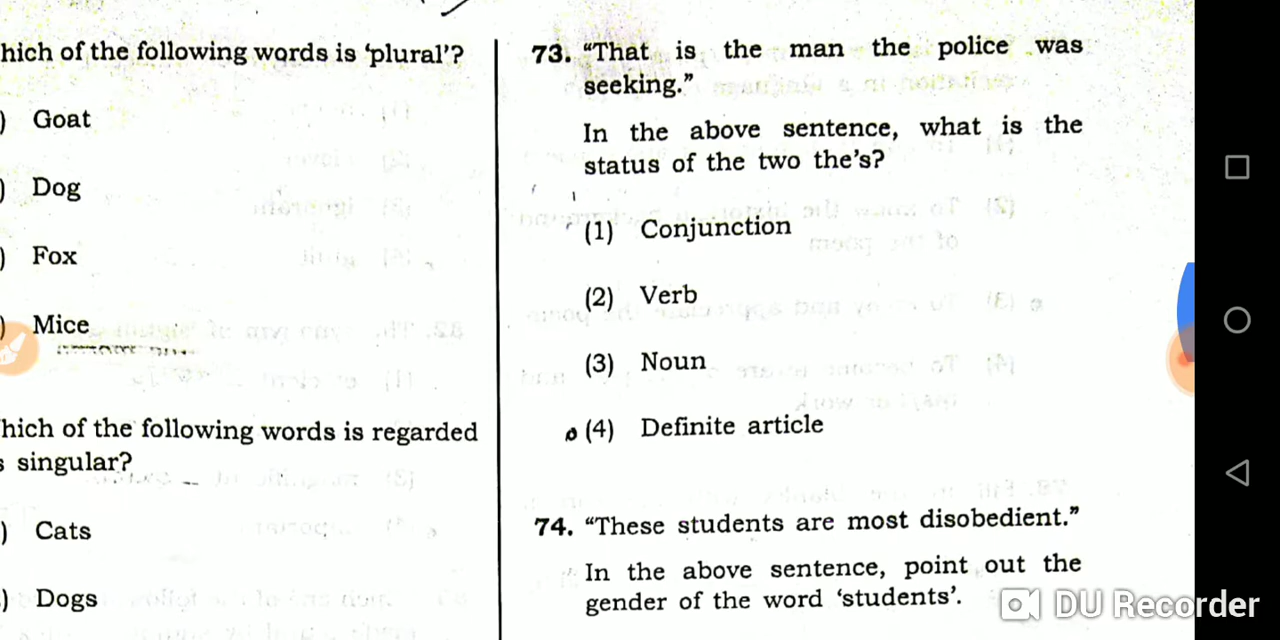 hich of the following words is ‘plural’?
) Goat
) Dog
) Fox
) Mice
hich of the following words is regarded
s singular?
) Cats
) Dogs
73. “That is the man the police was
seeking.”
In the above sentence, what is the
status of the two the's?
(1) Conjunction
(2) Verb
(3) Noun
(4) Definite article
74. “These students are most disobedient.”
In the above sentence, point out the
gender of the word ‘students’.
DU Recorder